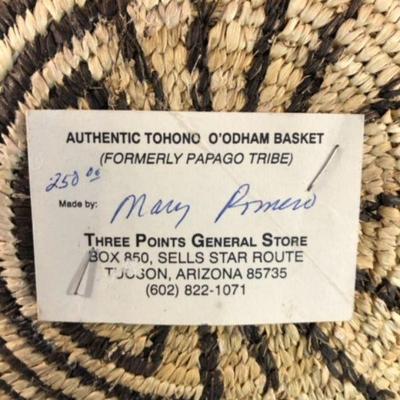 AUTHENTIC TOHONO O'ODHAM BASKET
(FORMERLY PAPAGO TRIBE)
250 00
Made by: Mary Romero
THREE POINTS GENERAL STORE
BOX 850, SELLS STAR ROUTE
TUCSON, ARIZONA 85735
(602) 822-1071